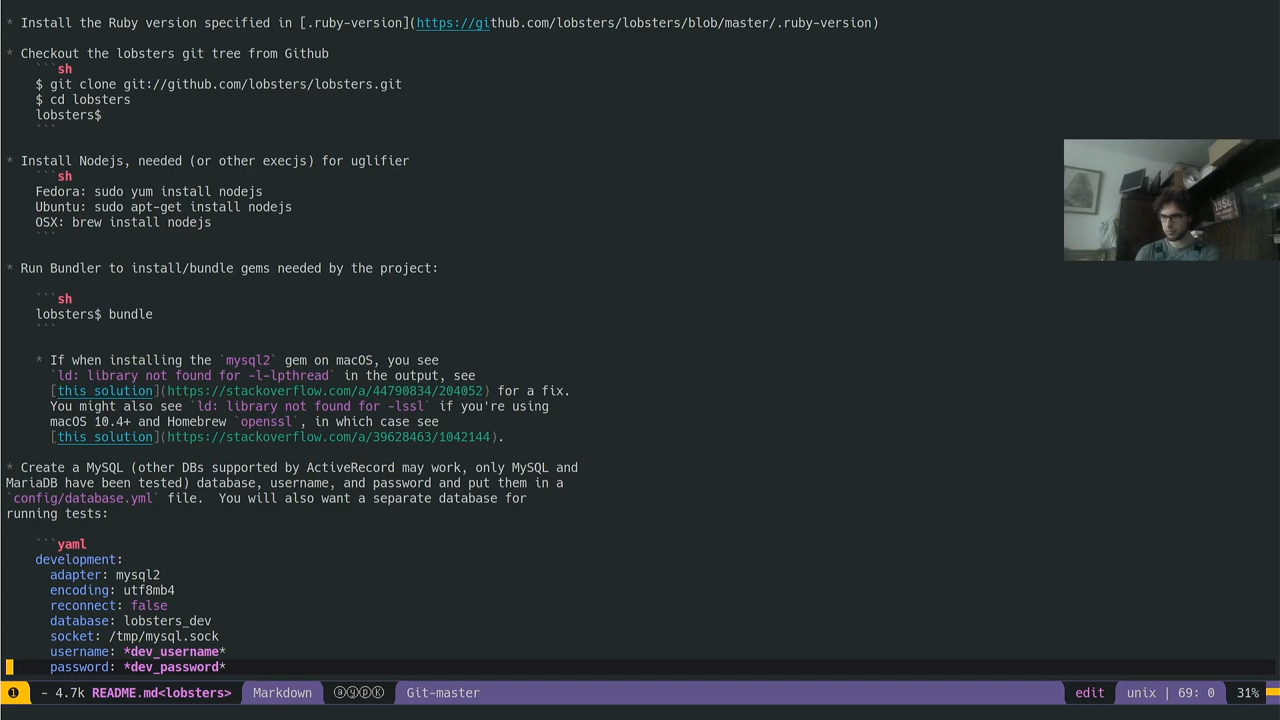 * Install the Ruby version specified in [.ruby-version](https://github.com/lobsters/lobsters/blob/master/.ruby-version)
* Checkout the lobsters git tree from Github
```sh
$ git clone git://github.com/lobsters/lobsters.git
$ cd lobsters
lobsters$
```
* Install Nodejs, needed (or other execjs) for uglifier
```sh
Fedora: sudo yum install nodejs
Ubuntu: sudo apt-get install nodejs
OSX: brew install nodejs
```
* Run Bundler to install/bundle gems needed by the project:
```sh
lobsters$ bundle
```
* If when installing the `mysql2` gem on macOS, you see
`ld: library not found for -l-lpthread` in the output, see
[this solution](https://stackoverflow.com/a/44790834/204052) for a fix.
You might also see `ld: library not found for -lssl` if you're using
macOS 10.4+ and Homebrew `openssl`, in which case see
[this solution](https://stackoverflow.com/a/39628463/1042144).
* Create a MySQL (other DBs supported by ActiveRecord may work, only MySQL and
MariaDB have been tested) database, username, and password and put them in a
`config/database.yml` file.  You will also want a separate database for
running tests:
```yaml
development:
adapter: mysql2
encoding: utf8mb4
reconnect: false
database: lobsters_dev
socket: /tmp/mysql.sock
username: *dev_username*
password: *dev_password*
❶ - 4.7k README.md<lobsters> Markdown ⓐⓨⓟⓚ Git-master edit unix | 69: 0 31%